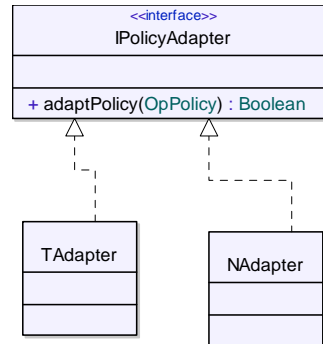 <<interface>>
IPolicyAdapter
+ adaptPolicy(OpPolicy) : Boolean
TAdapter
NAdapter